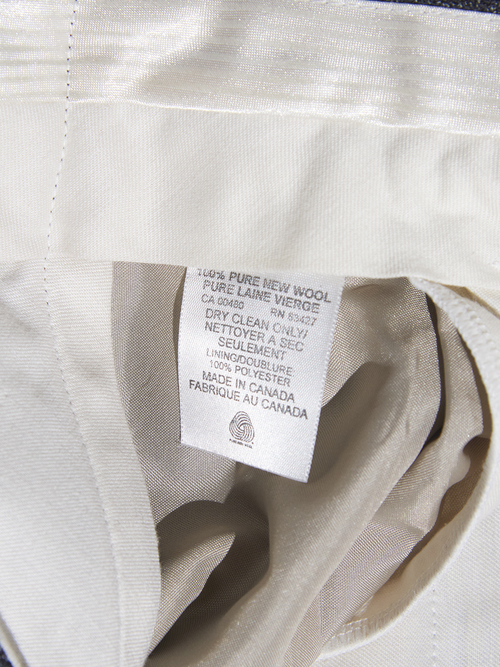 100% PURE NEW WOOL
PURE LAINE VIERGE
CA 00480 RN 83427
DRY CLEAN ONLY/
NETTOYER A SEC
SEULEMENT
LINING/DOUBLURE
100% POLYESTER
MADE IN CANADA
FABRIQUE AU CANADA